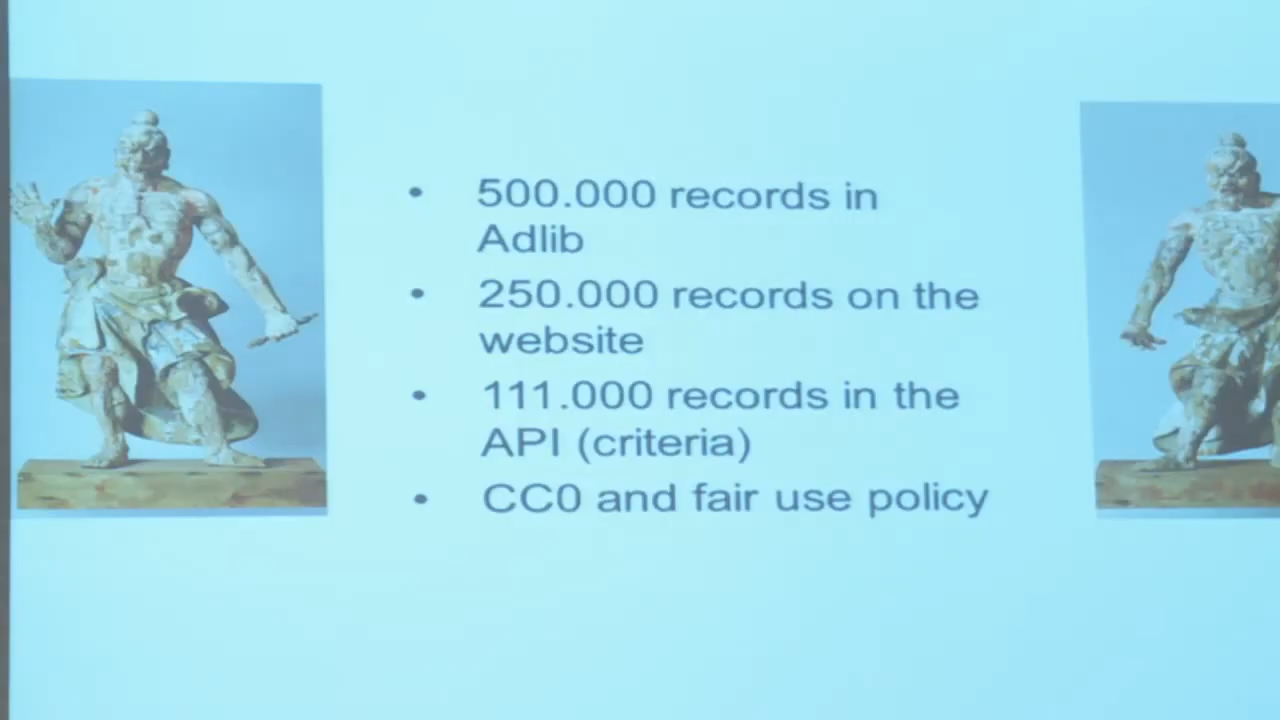 • 500.000 records in
Adlib
• 250.000 records on the
website
• 111.000 records in the
API (criteria)
• CC0 and fair use policy